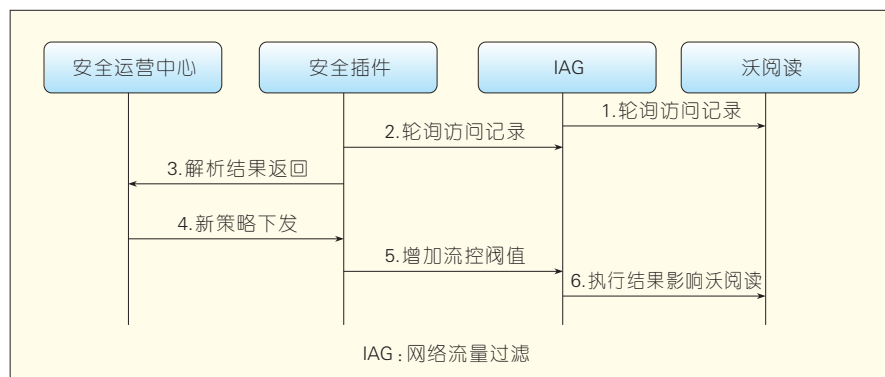 安全运营中心
安全插件
IAG
沃阅读
1.轮询访问记录
2.轮询访问记录
3.解析结果返回
4.新策略下发
5.增加流控阀值
6.执行结果影响沃阅读
IAG:网络流量过滤